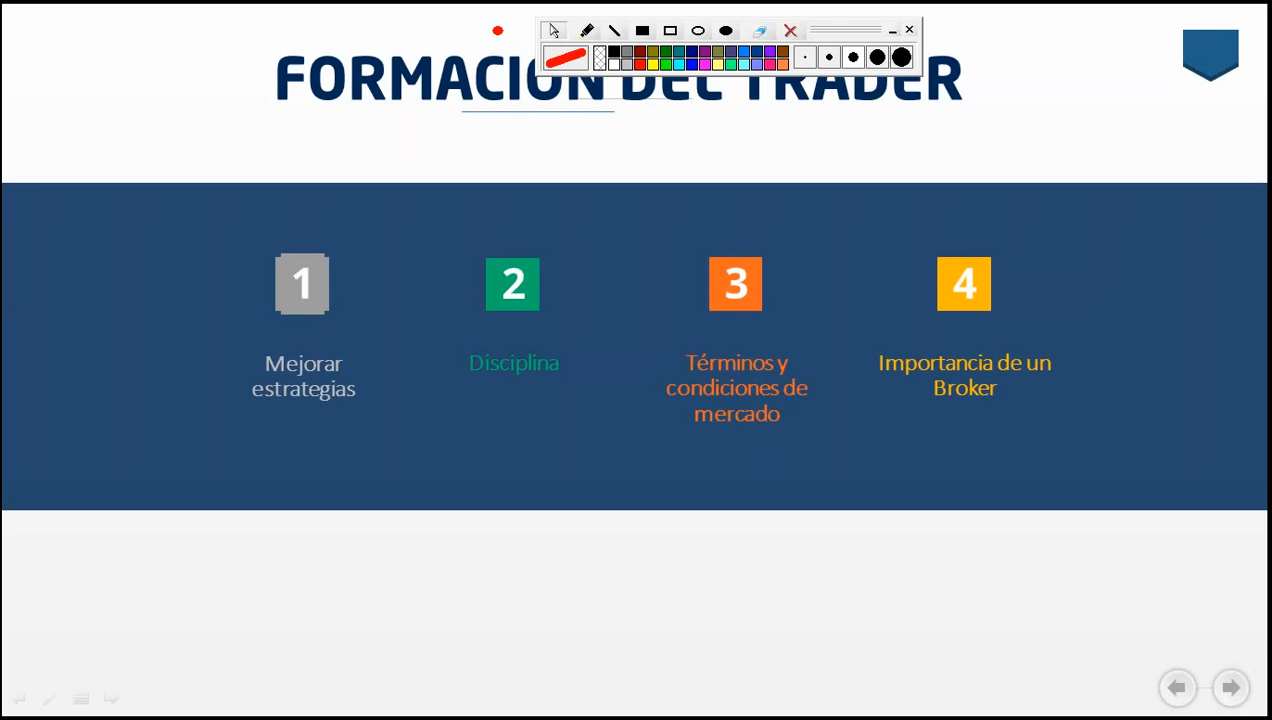 FORMACION DEL TRADER
1
2
3
4
Mejorar
estrategias
Disciplina
Términos y
condiciones de
mercado
Importancia de un
Broker